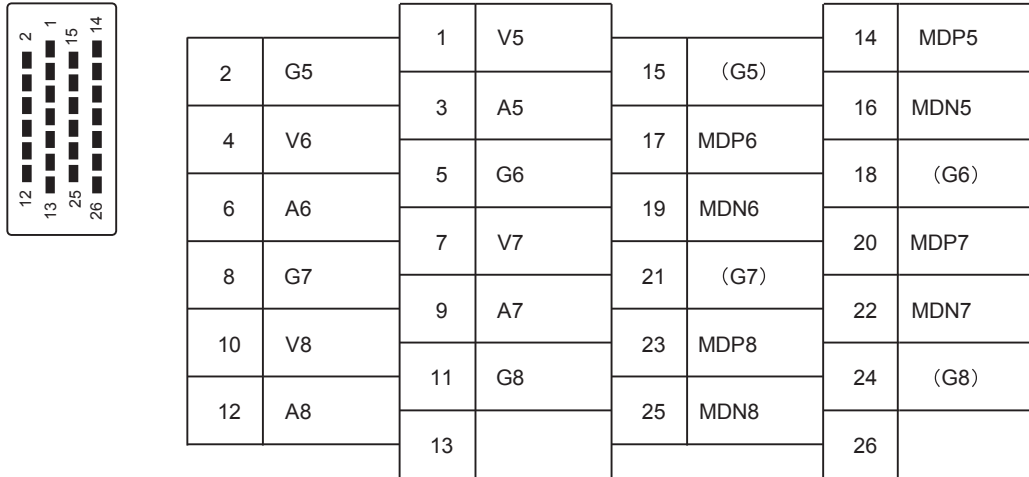 2
1
15
14
12
13
25
26
1 V5
14 MDP5
2 G5
15 （G5）
3 A5
16 MDN5
4 V6
17 MDP6
5 G6
18 （G6）
6 A6
19 MDN6
7 V7
20 MDP7
8 G7
21 （G7）
9 A7
22 MDN7
10 V8
23 MDP8
11 G8
24 （G8）
12 A8
25 MDN8
13
26